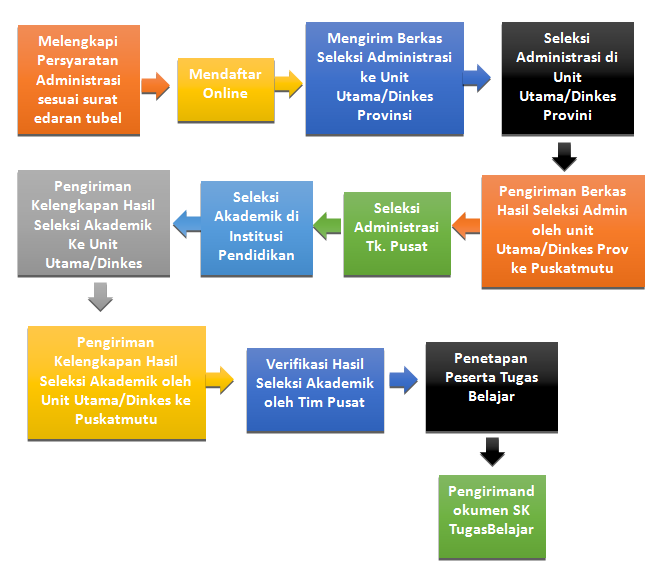 Melengkapi
Persyaratan
Administrasi
sesuai surat
edaran tubel
Mendaftar
Online
Mengirim Berkas
Seleksi Administrasi
ke Unit
Utama/Dinkes
Provinsi
Seleksi
Administrasi di
Unit
Utama/Dinkes
Provini
Pengiriman Berkas
Hasil Seleksi Admin
oleh unit
Utama/Dinkes Prov
ke Puskatmutu
Seleksi
Administrasi
Tk. Pusat
Seleksi
Akademik di
Institusi
Pendidikan
Pengiriman
Kelengkapan Hasil
Seleksi Akademik
Ke Unit
Utama/Dinkes
Pengiriman
Kelengkapan Hasil
Seleksi Akademik oleh
Unit Utama/Dinkes ke
Puskatmutu
Verifikasi Hasil
Seleksi Akademik
oleh Tim Pusat
Penetapan
Peserta Tugas
Belajar
Pengirimand
okumen SK
TugasBelajar